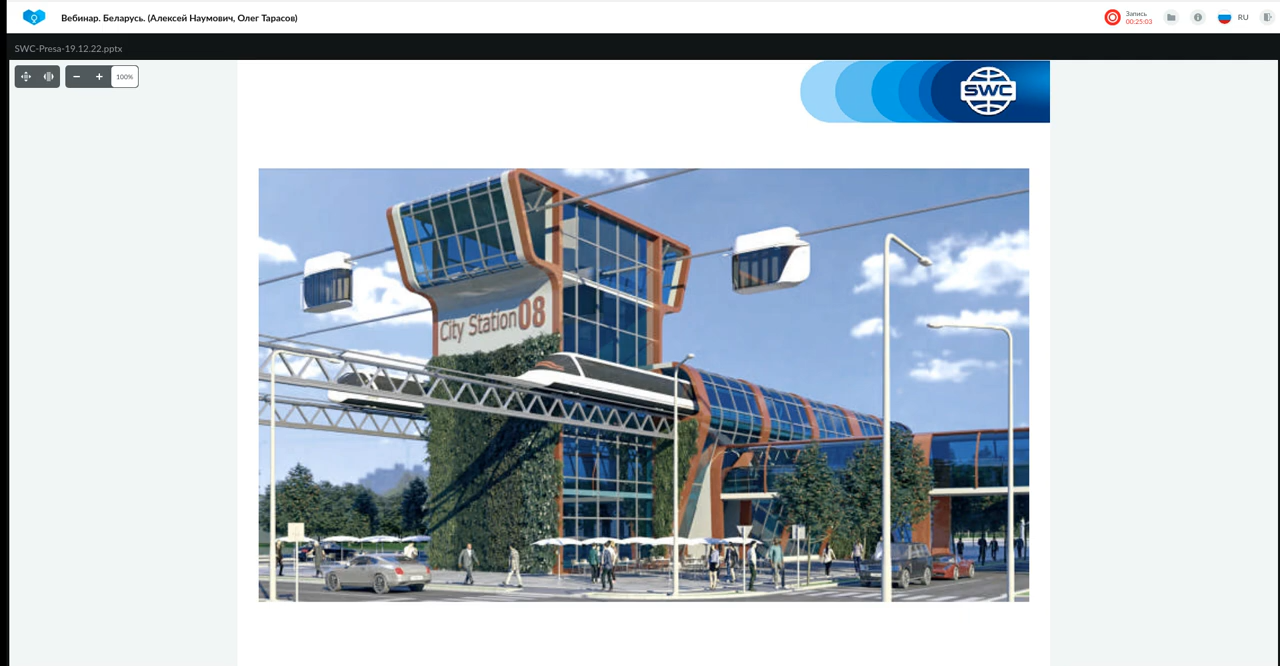 Вебинар. Беларусь. (Алексей Наумович, Олег Тарасов)
Запись
00:25:03
RU
SWC-Presa-19.12.22.pptx
100%
SWC
City Station 08